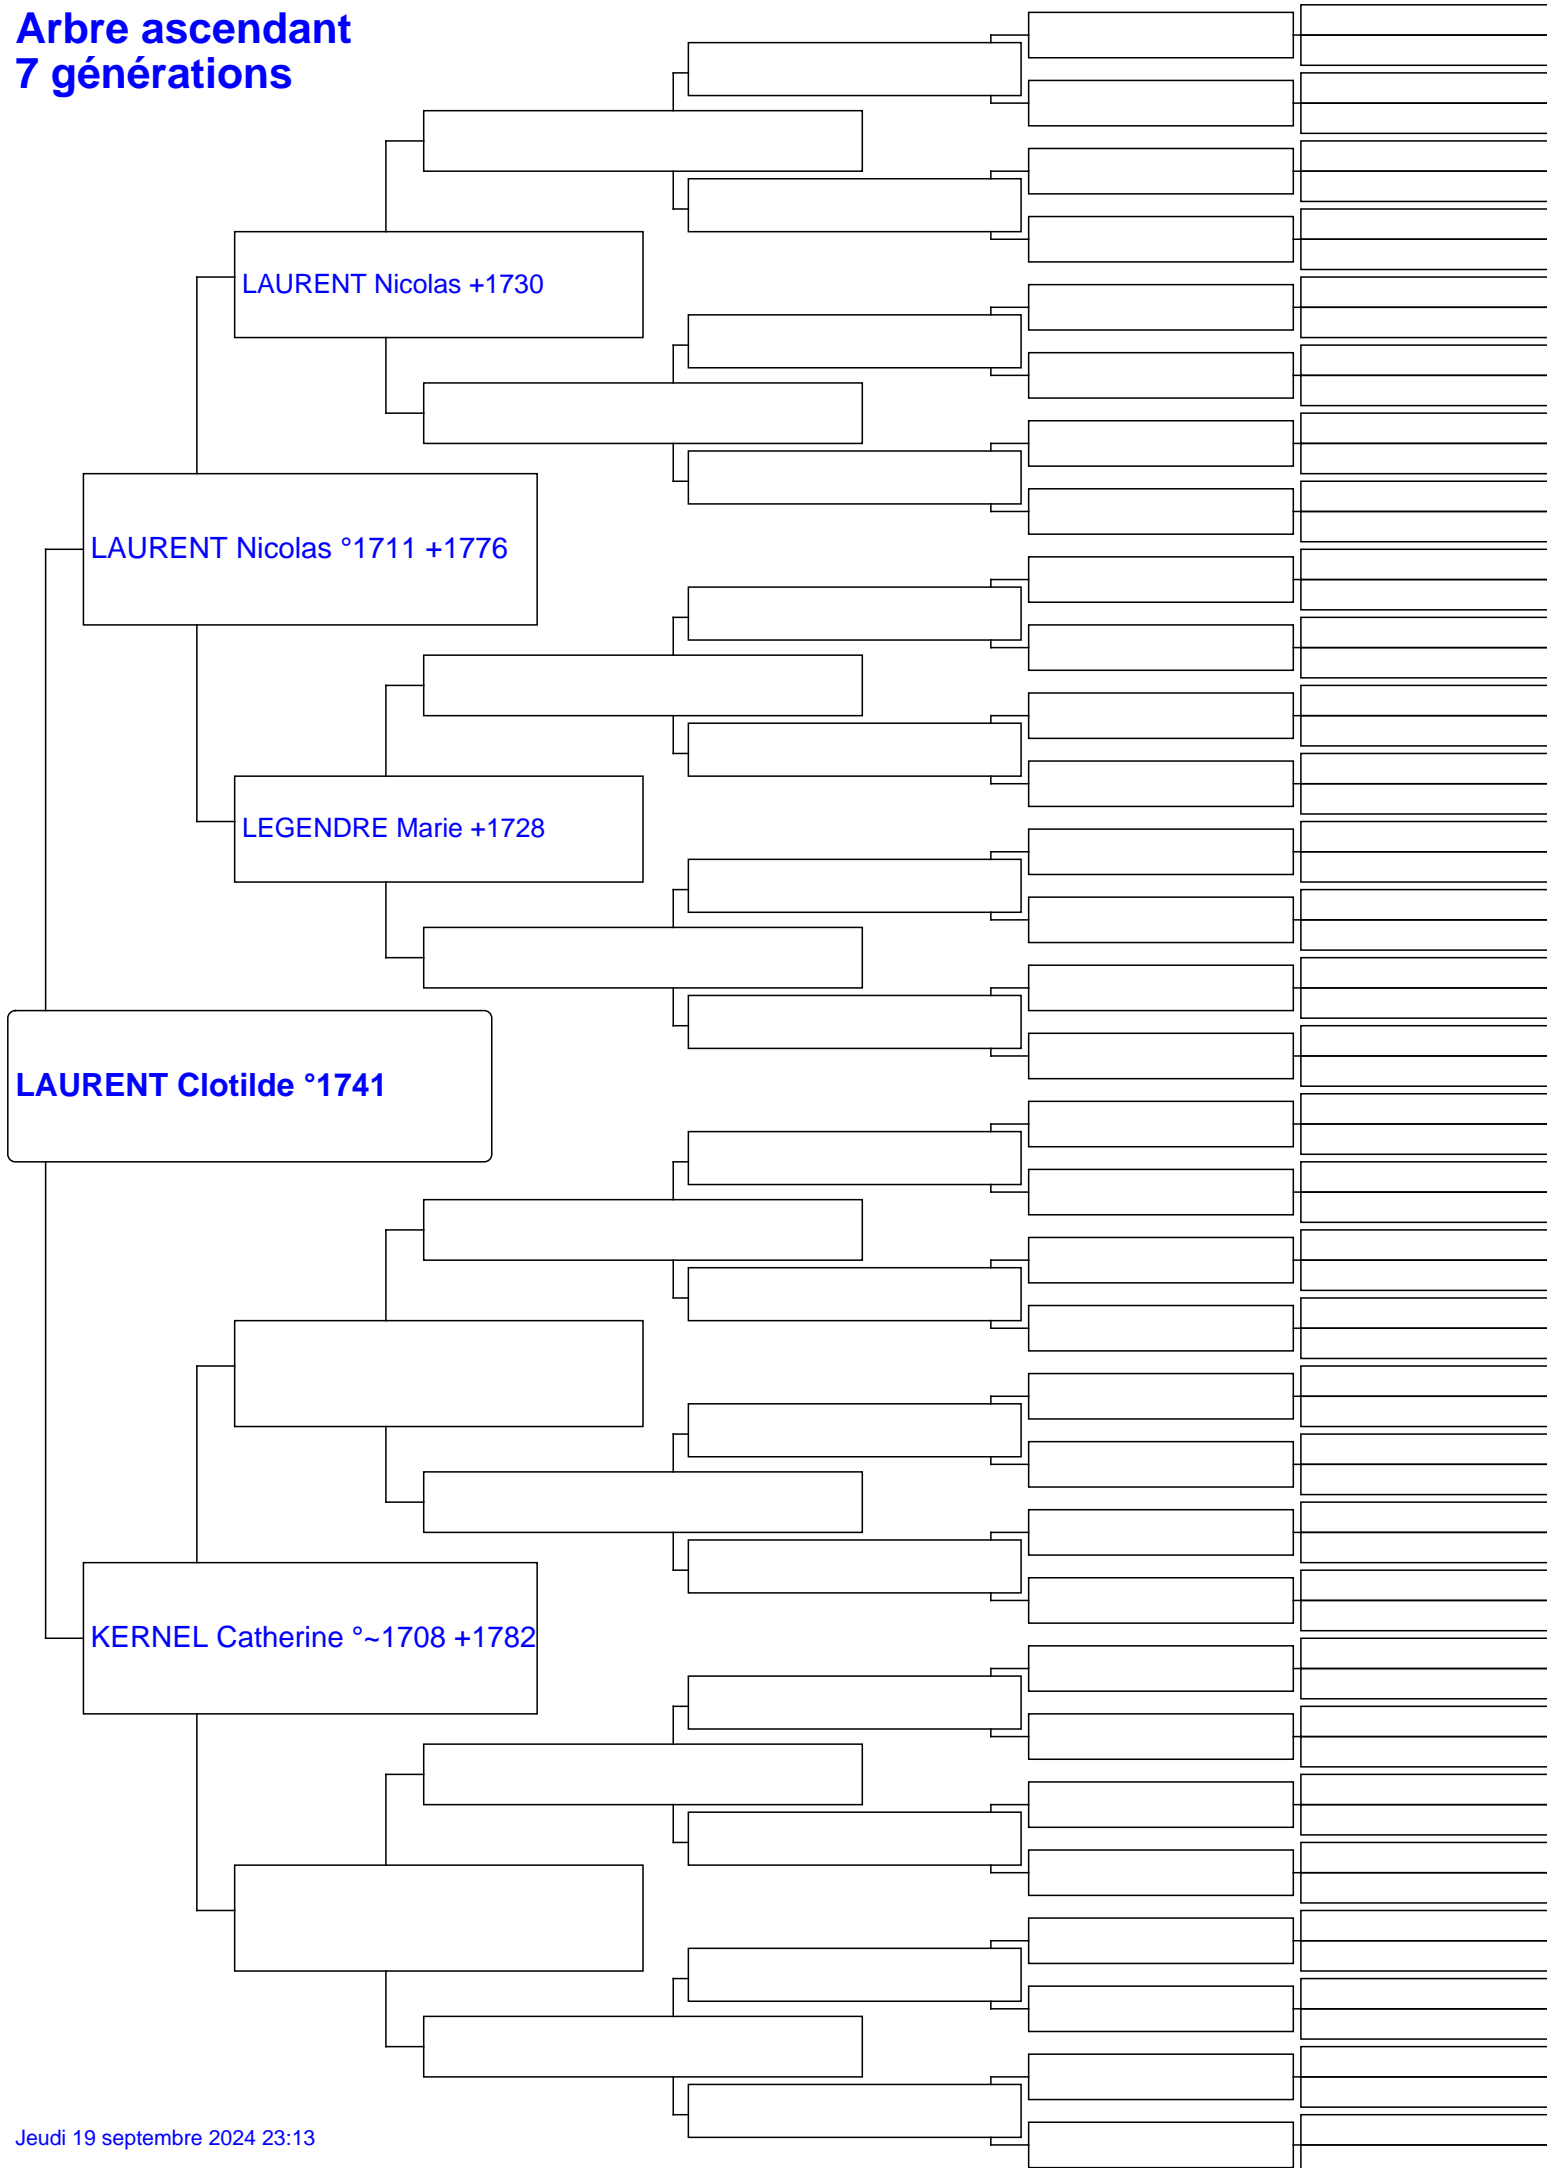 Arbre ascendant
7 générations
LAURENT Nicolas +1730
LAURENT Nicolas °1711 +1776
LEGENDRE Marie +1728
LAURENT Clotilde °1741
KERNEL Catherine °~1708 +1782
Jeudi 19 septembre 2024 23:13